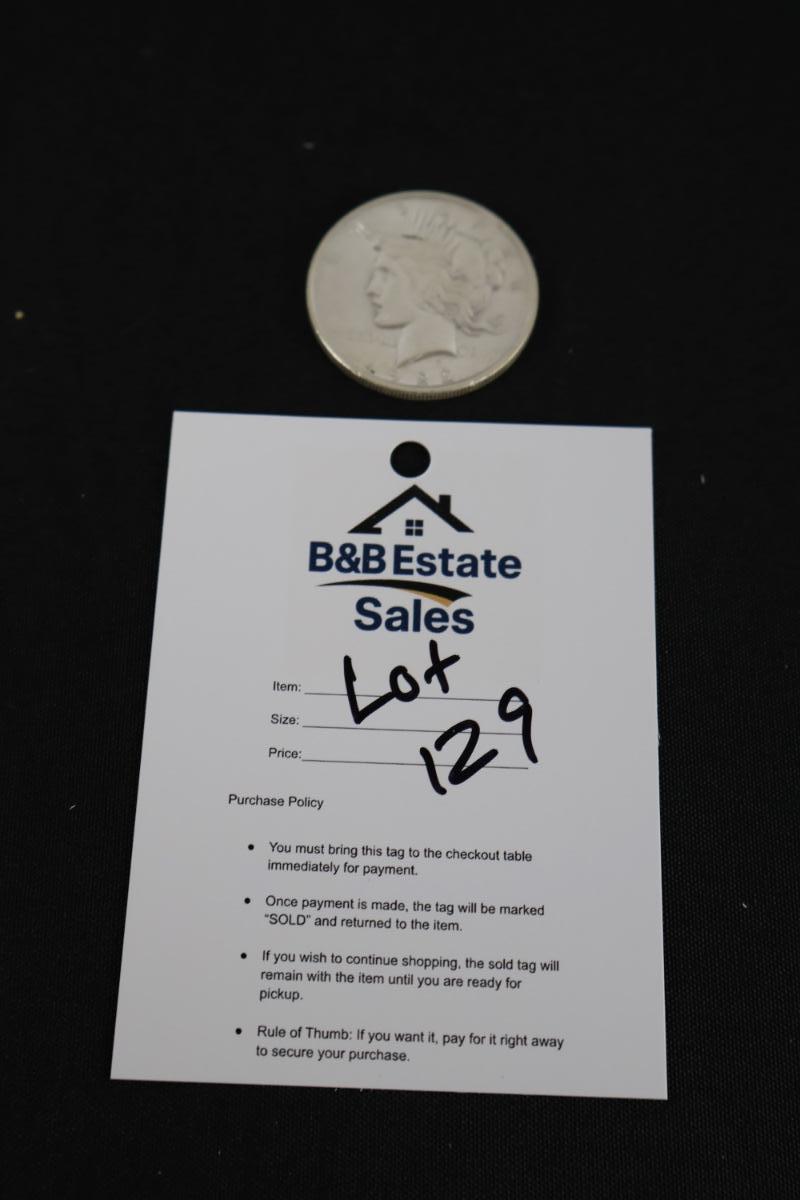 B&B Estate
Sales
Item: Lot
Size:
Price: 129
Purchase Policy
• You must bring this tag to the checkout table
immediately for payment.
• Once payment is made, the tag will be marked
"SOLD" and returned to the item.
• If you wish to continue shopping, the sold tag will
remain with the item until you are ready for
pickup.
• Rule of Thumb: If you want it, pay for it right away
to secure your purchase.